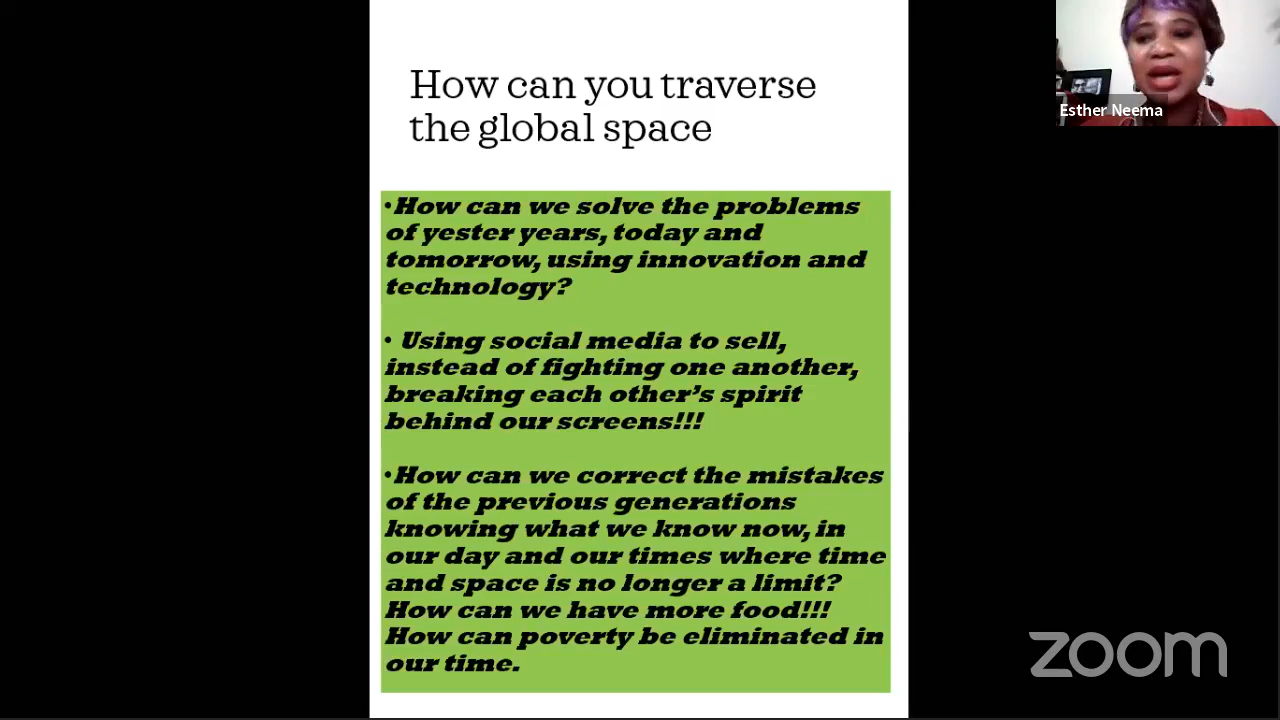 How can you traverse
the global space
•How can we solve the problems
of yester years, today and
tomorrow, using innovation and
technology?
• Using social media to sell,
instead of fighting one another,
breaking each other’s spirit
behind our screens!!!
•How can we correct the mistakes
of the previous generations
knowing what we know now, in
our day and our times where time
and space is no longer a limit?
How can we have more food!!!
How can poverty be eliminated in
our time.
Esther Neema
zoom